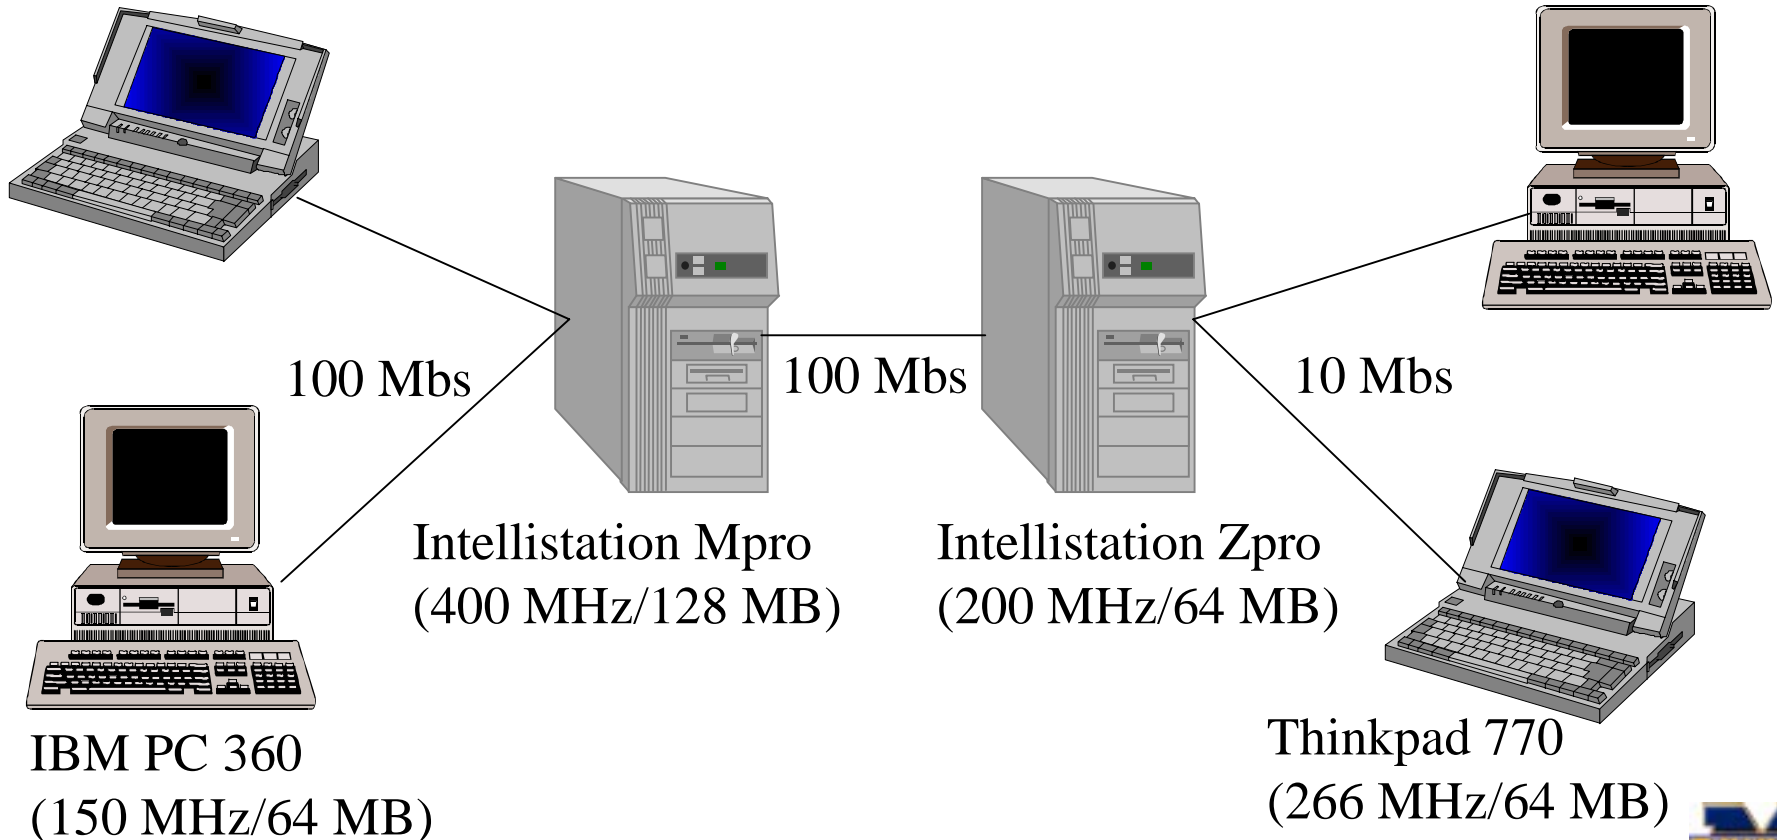 100 Mbs
100 Mbs
10 Mbs
Intellistation Mpro
(400 MHz/128 MB)
Intellistation Zpro
(200 MHz/64 MB)
IBM PC 360
(150 MHz/64 MB)
Thinkpad 770
(266 MHz/64 MB)